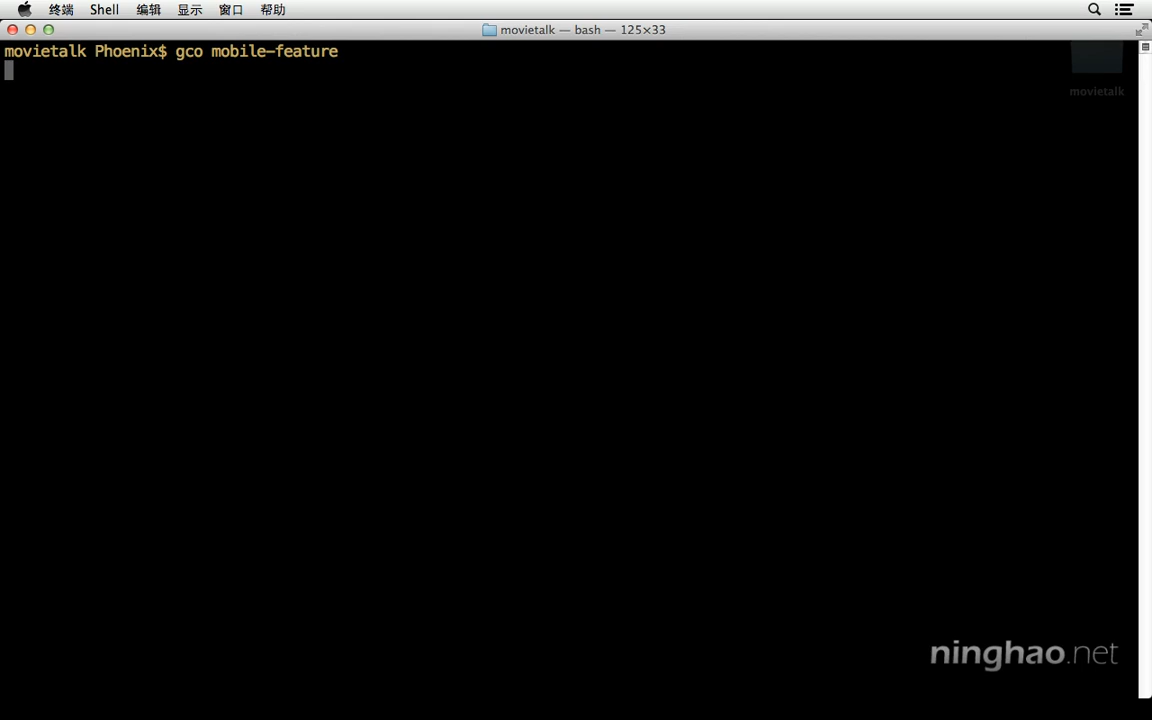 终端 Shell 编辑 显示 窗口 帮助
movietalk — bash — 125×33
movietalk Phoenix$ gco mobile-feature
movietalk
ninghao.net